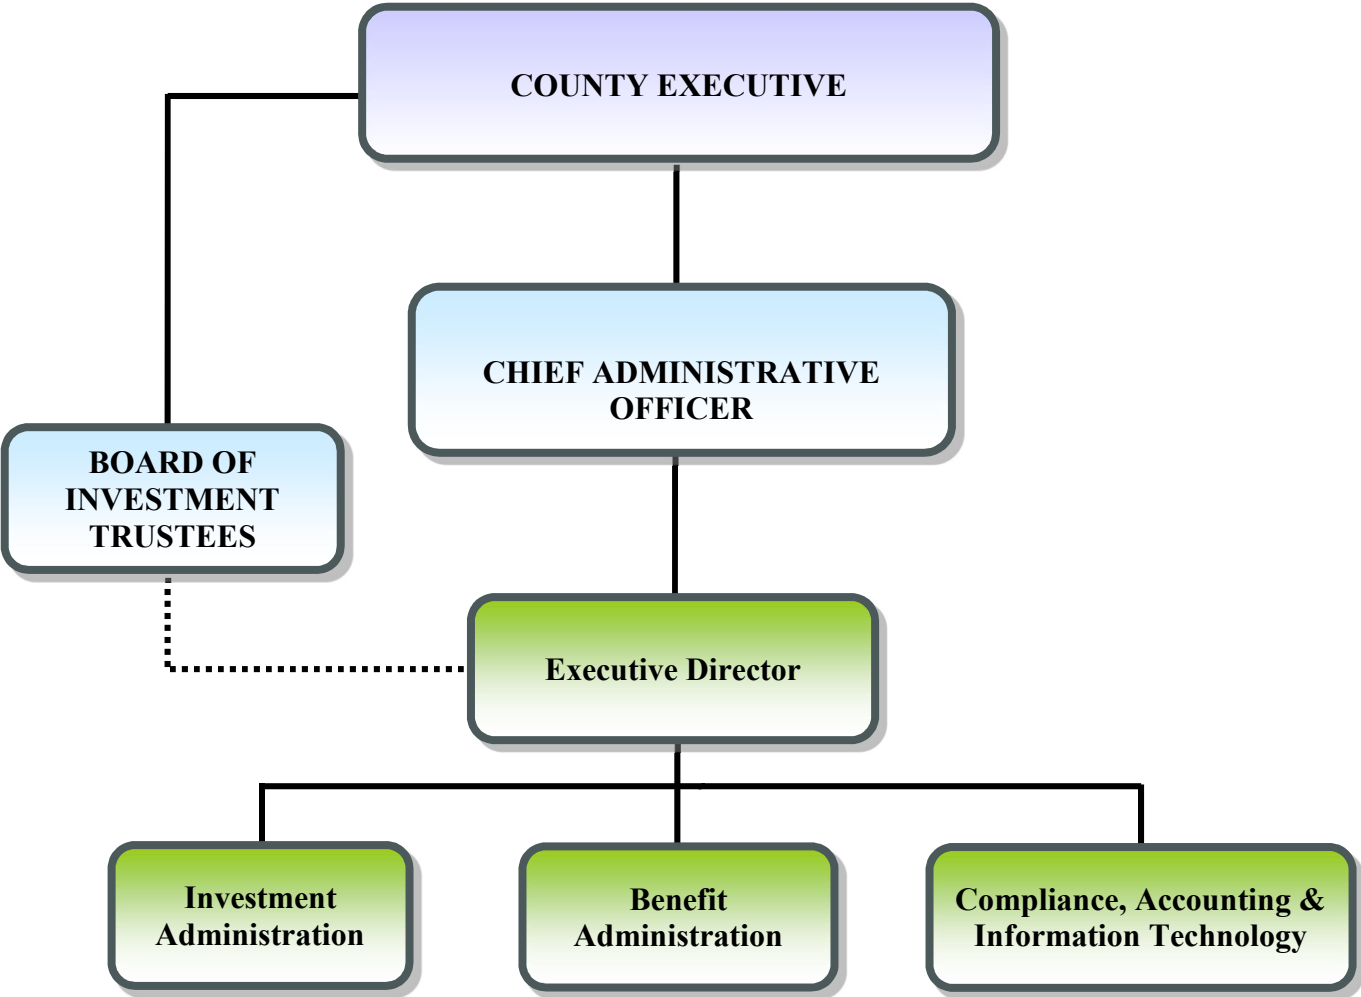 COUNTY EXECUTIVE
CHIEF ADMINISTRATIVE
OFFICER
BOARD OF
INVESTMENT
TRUSTEES
Executive Director
Investment
Administration
Benefit
Administration
Compliance, Accounting &
Information Technology